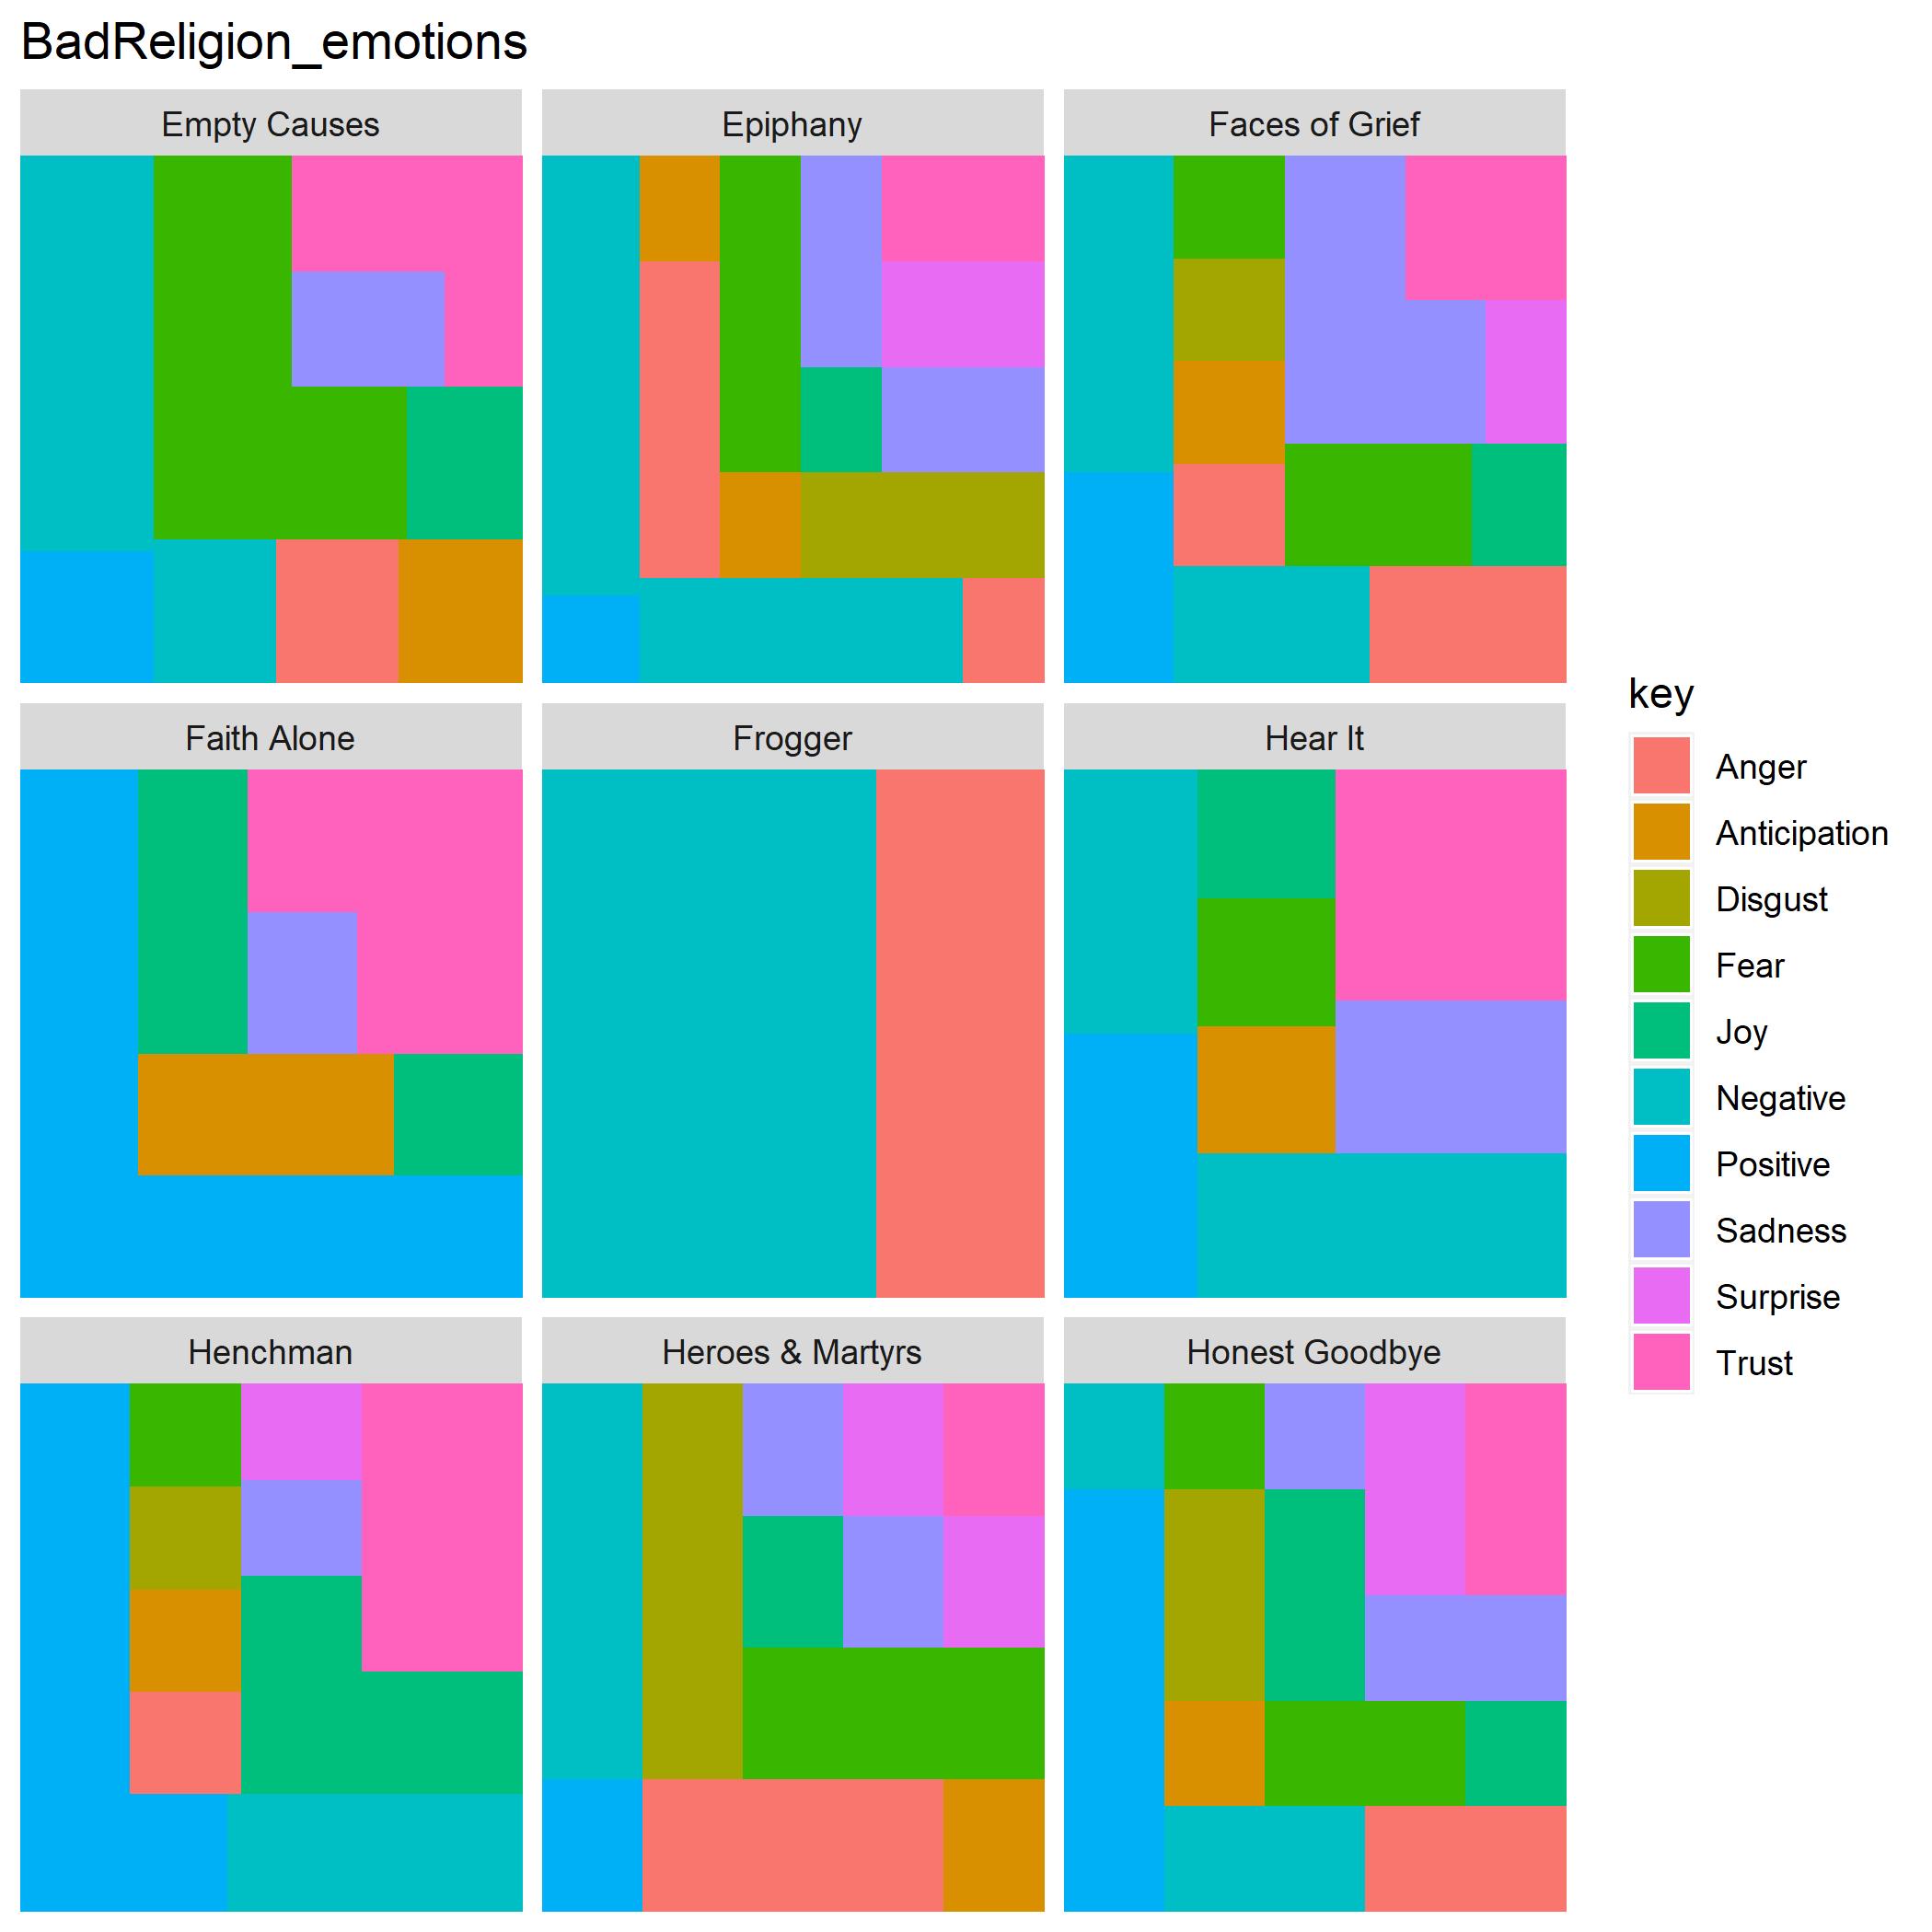 BadReligion_emotions
Empty Causes
Epiphany
Faces of Grief
Faith Alone
Frogger
Hear It
Henchman
Heroes & Martyrs
Honest Goodbye
key
Anger
Anticipation
Disgust
Fear
Joy
Negative
Positive
Sadness
Surprise
Trust